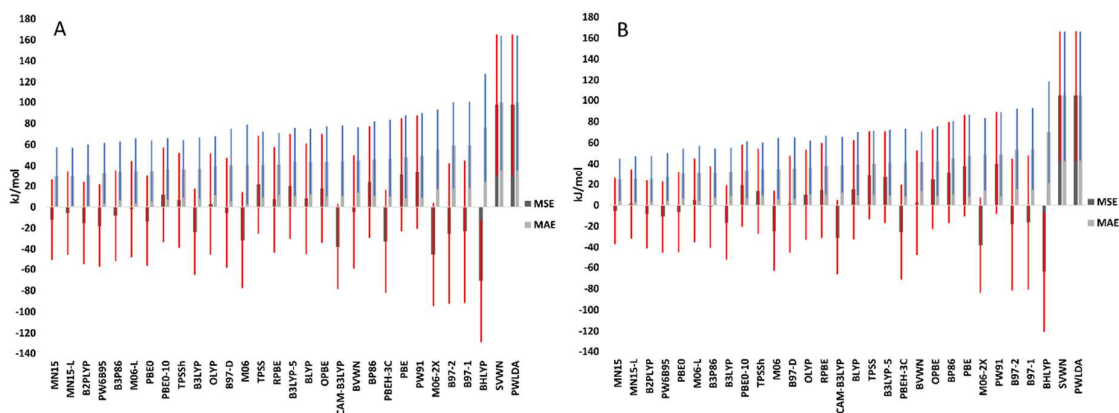 A
kJ/mol
180
160
140
120
100
80
60
40
20
0
-20
-40
-60
-80
-100
-120
-140
MN15
MN15-L
B2PLYP
PW6B95
B3P86
M06-L
PBE0
PBE0-10
TPSSh
B3LYP
OLYP
B97-D
M06
TPSS
RPBE
B3LYP-5
BLYP
OPBE
CAM-B3LYP
BVWN
BP86
PBEH-3C
PBE
PW91
M06-2X
B97-2
B97-1
BHLYP
SVWN
PWLDA
MSE
MAE
B
kJ/mol
180
160
140
120
100
80
60
40
20
0
-20
-40
-60
-80
-100
-120
-140
MN15
MN15-L
B2PLYP
PW6B95
PBE0
M06-L
B3P86
B3LYP
PBE0-10
TPSSh
M06
B97-D
OLYP
RPBE
CAM-B3LYP
BLYP
TPSS
B3LYP-5
PBEH-3C
BVWN
OPBE
BP86
PBE
M06-2X
PW91
B97-2
B97-1
BHLYP
SVWN
PWLDA
MSE
MAE